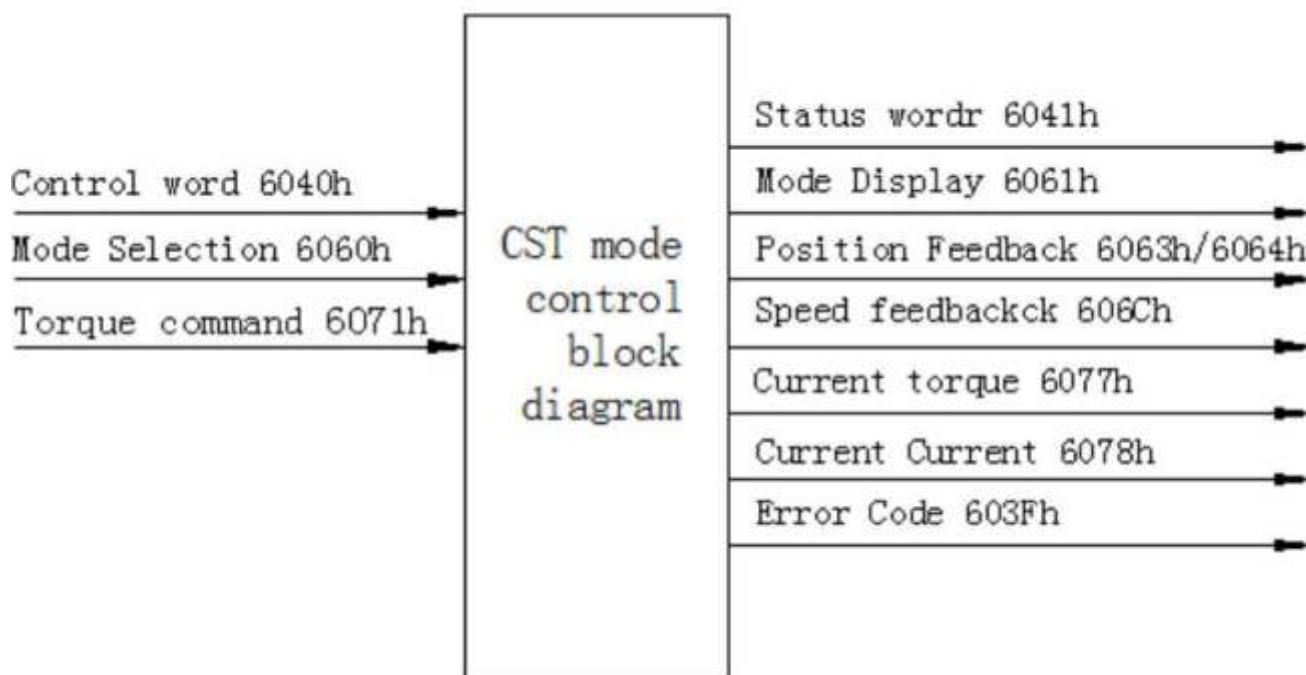 Control word 6040h
Mode Selection 6060h
Torque command 6071h
CST mode
control
block
diagram
Status wordr 6041h
Mode Display 6061h
Position Feedback 6063h/6064h
Speed feedbackck 606Ch
Current torque 6077h
Current Current 6078h
Error Code 603Fh